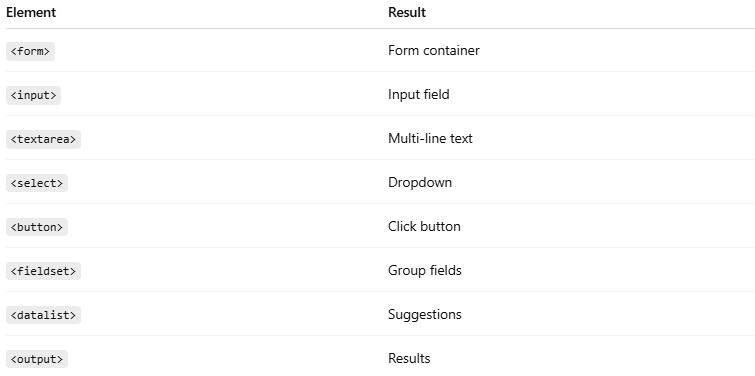 Element Result
<form> Form container
<input> Input field
<textarea> Multi-line text
<select> Dropdown
<button> Click button
<fieldset> Group fields
<datalist> Suggestions
<output> Results